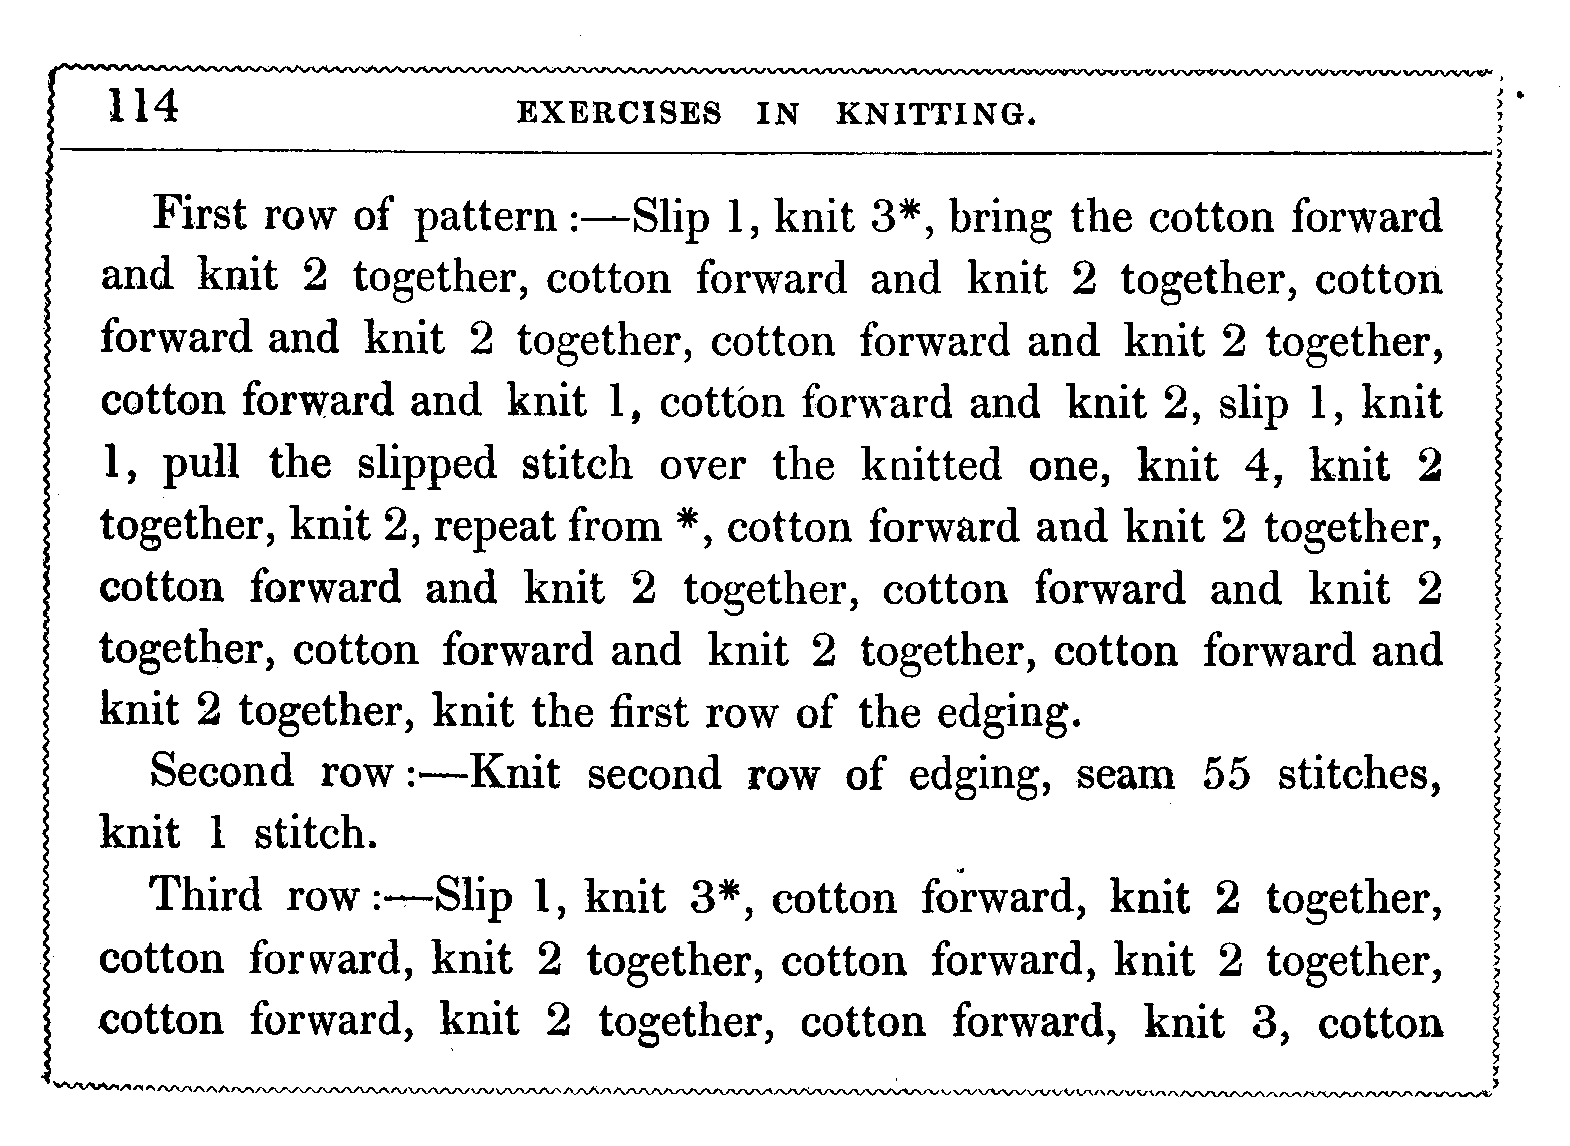 114 EXERCISES IN KNITTING.
First row of pattern :—Slip 1, knit 3*, bring the cotton forward
and knit 2 together, cotton forward and knit 2 together, cotton
forward and knit 2 together, cotton forward and knit 2 together,
cotton forward and knit 1, cotton forward and knit 2, slip 1, knit
1, pull the slipped stitch over the knitted one, knit 4, knit 2
together, knit 2, repeat from *, cotton forward and knit 2 together,
cotton forward and knit 2 together, cotton forward and knit 2
together, cotton forward and knit 2 together, cotton forward and
knit 2 together, knit the first row of the edging.
Second row :—Knit second row of edging, seam 55 stitches,
knit 1 stitch.
Third row :—Slip 1, knit 3*, cotton forward, knit 2 together,
cotton forward, knit 2 together, cotton forward, knit 2 together,
cotton forward, knit 2 together, cotton forward, knit 3, cotton